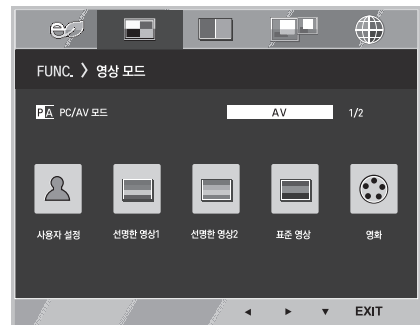 FUNC. > 영상 모드
PA PC/AV 모드 AV 1/2
사용자 설정 선명한 영상1 선명한 영상2 표준 영상 영화
◄ ► ▼ EXIT